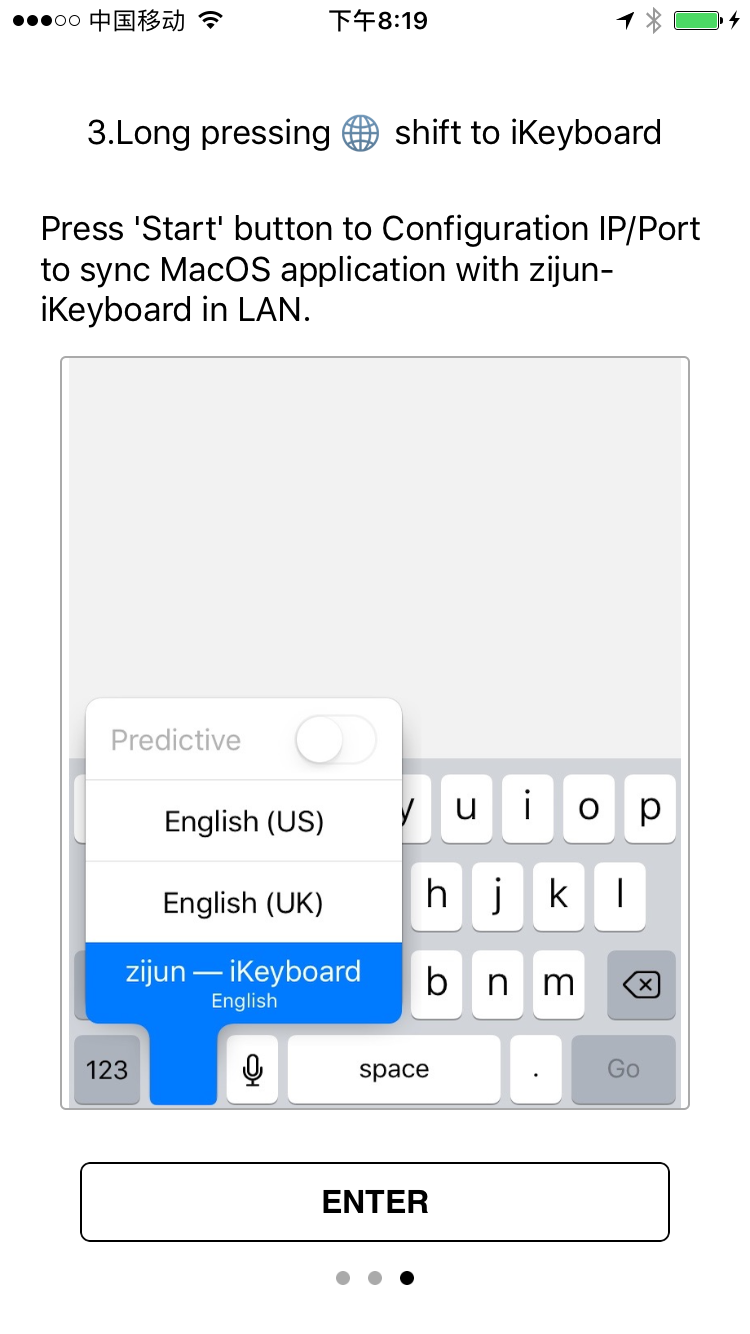 中国移动 下午8:19
3.Long pressing 🌐 shift to iKeyboard
Press 'Start' button to Configuration IP/Port
to sync MacOS application with zijun-
iKeyboard in LAN.
Predictive
English (US)
English (UK)
zijun — iKeyboard
English
y u i o p
h j k l
b n m
123 space . Go
ENTER